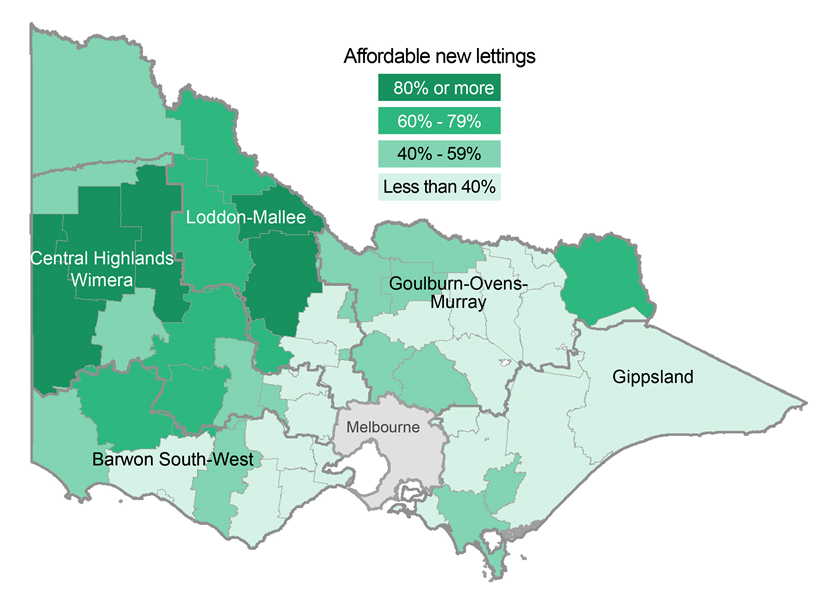 Affordable new lettings
80% or more
60% - 79%
40% - 59%
Less than 40%
Loddon-Mallee
Central Highlands
Wimera
Goulburn-Ovens-
Murray
Gippsland
Melbourne
Barwon South-West